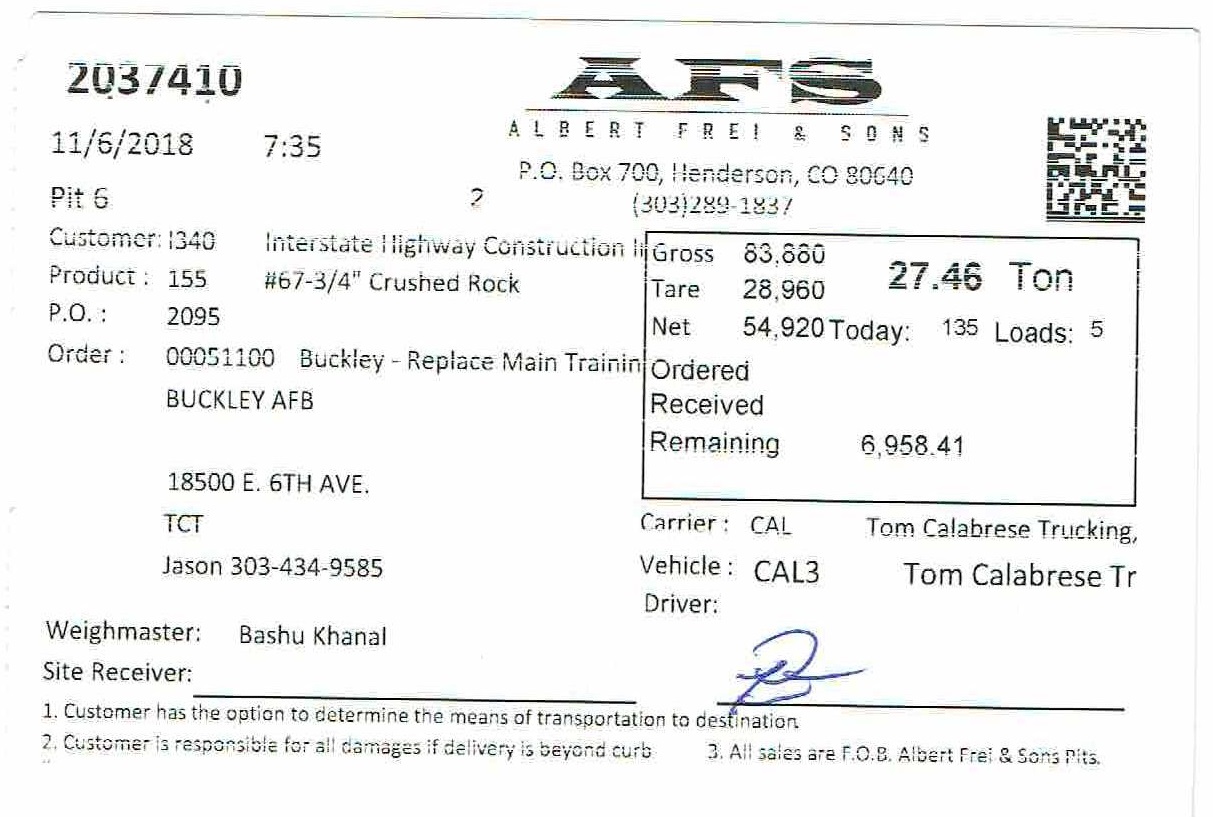 2037410
AFS
ALBERT FREI & SONS
11/6/2018 7:35
P.O. Box 700, Henderson, CO 80640
Pit 6 2 (303)289-1837
Customer: I340 Interstate Highway Construction I
Product : 155 #67-3/4" Crushed Rock
P.O. : 2095
Order : 00051100 Buckley - Replace Main Trainin
BUCKLEY AFB
18500 E. 6TH AVE.
TCT
Jason 303-434-9585
Gross 83,880 27.46 Ton
Tare 28,960
Net 54,920 Today: 135 Loads: 5
Ordered
Received
Remaining 6,958.41
Carrier : CAL Tom Calabrese Trucking,
Vehicle : CAL3 Tom Calabrese Tr
Driver:
Weighmaster: Bashu Khanal
Site Receiver:
1. Customer has the option to determine the means of transportation to destination
2. Customer is responsible for all damages if delivery is beyond curb 3. All sales are F.O.B. Albert Frei & Sons Pits.